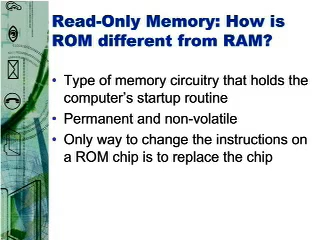 Read-Only Memory: How is
ROM different from RAM?
• Type of memory circuitry that holds the
computer's startup routine
• Permanent and non-volatile
• Only way to change the instructions on
a ROM chip is to replace the chip